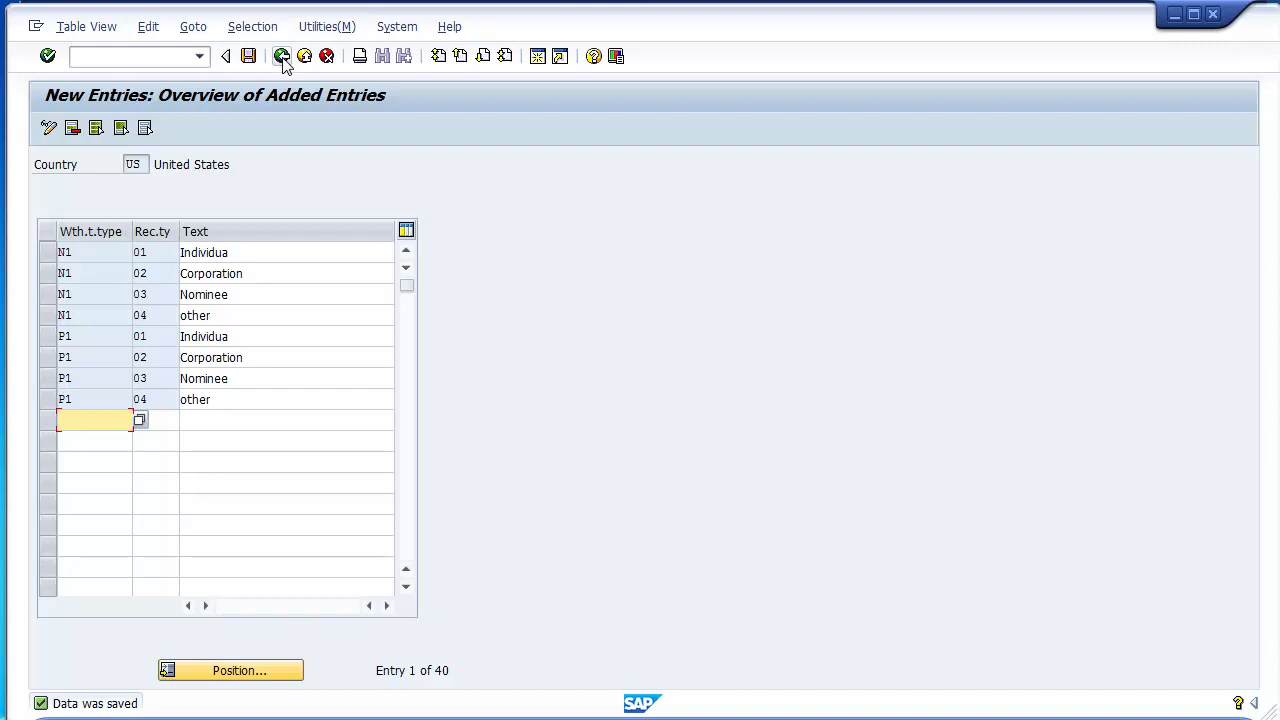 Table View Edit Goto Selection Utilities(M) System Help
New Entries: Overview of Added Entries
Country US United States
Wth.t.type Rec.ty Text
N1 01 Individua
N1 02 Corporation
N1 03 Nominee
N1 04 other
P1 01 Individua
P1 02 Corporation
P1 03 Nominee
P1 04 other
Position... Entry 1 of 40
Data was saved SAP